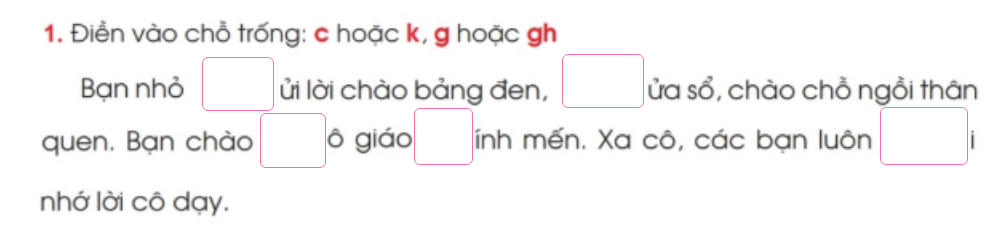 1. Điền vào chỗ trống: c hoặc k, g hoặc gh
Bạn nhỏ ửi lời chào bảng đen, ửa sổ, chào chỗ ngồi thân
quen. Bạn chào ô giáo ính mến. Xa cô, các bạn luôn i
nhớ lời cô dạy.